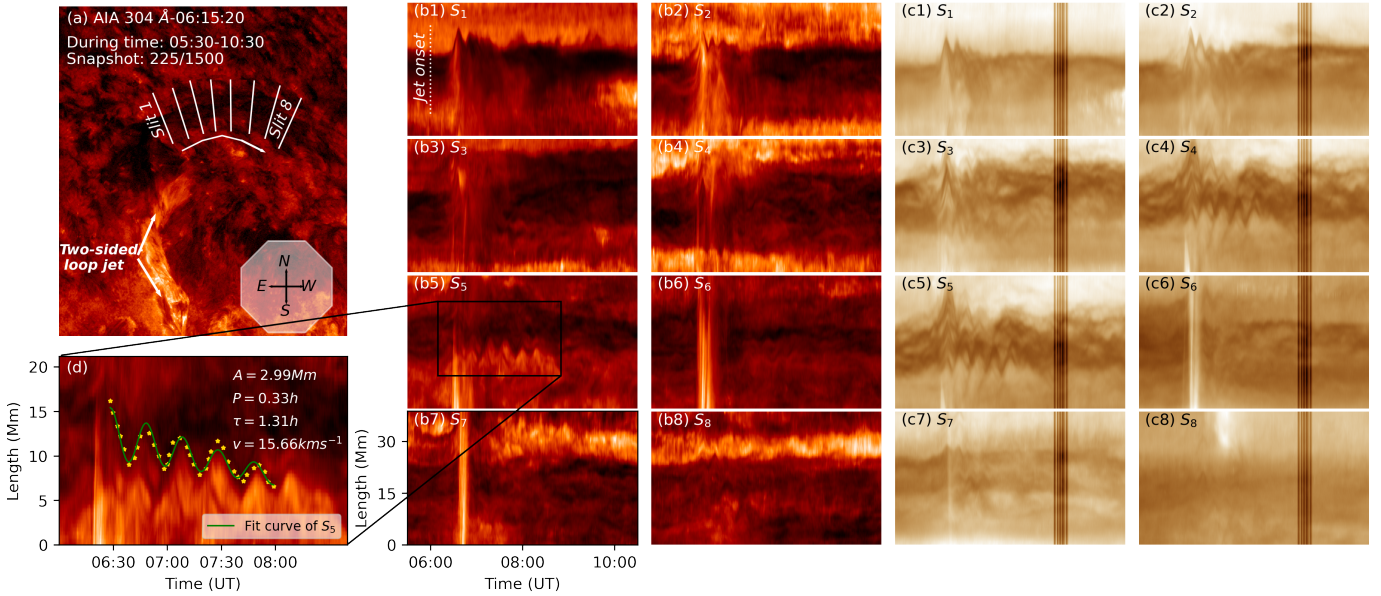 (a) AIA 304 Å-06:15:20
During time: 05:30-10:30
Snapshot: 225/1500
Slit 1
Slit 8
Two-sided-
loop jet
N
E
W
S
(b1) S₁
Jet onset
(b2) S₂
(c1) S₁
(c2) S₂
(b3) S₃
(b4) S₄
(c3) S₃
(c4) S₄
(b5) S₅
(b6) S₆
(c5) S₅
(c6) S₆
(b7) S₇
(b8) S₈
(c7) S₇
(c8) S₈
Length (Mm)
30
15
0
06:00
08:00
10:00
Time (UT)
(d)
A = 2.99Mm
P = 0.33h
τ = 1.31h
v = 15.66kms⁻¹
Fit curve of S₅
Length (Mm)
20
15
10
5
0
06:30
07:00
07:30
08:00
Time (UT)